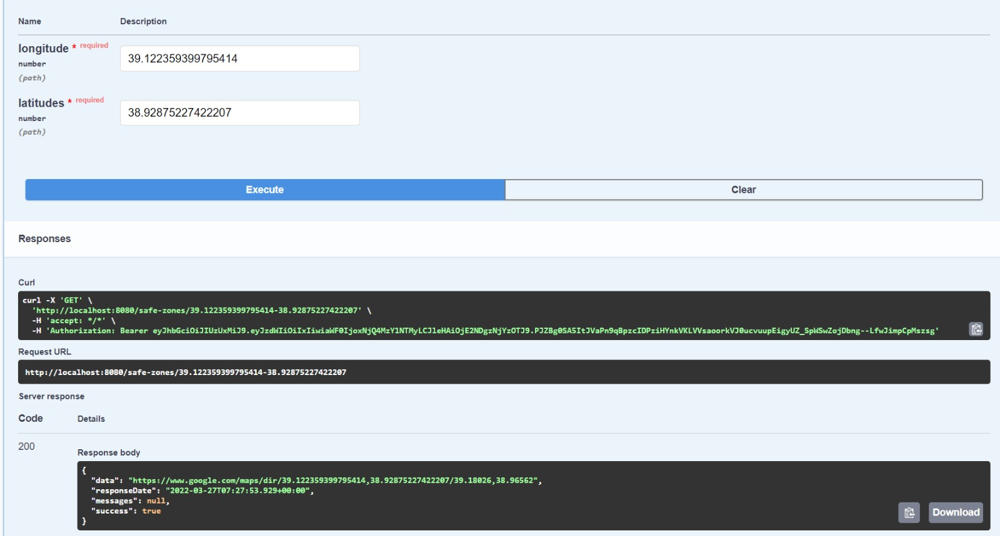 Name Description
longitude * required
number
(path)
39.122359399795414
latitudes * required
number
(path)
38.92875227422207
Execute Clear
Responses
Curl
curl -X 'GET' \
'http://localhost:8080/safe-zones/39.122359399795414-38.92875227422207' \
-H 'accept: */*' \
-H 'Authorization: Bearer eyJhbGciOiJIUzUxMiJ9.eyJzdWIiOiIxIiwiaWF0IjoxNjQ4MzY1NTMyLCJleHAiOjE2NDgzNjYzOTJ9.PJZBg0SA5ItJVaPn9qBpzcIDPziHYnkVKLVVsaoorkVJ0ucvuupEigyUZ_SpWSwZojDbng--LfwJimpCpMszsg'
Request URL
http://localhost:8080/safe-zones/39.122359399795414-38.92875227422207
Server response
Code Details
200
Response body
{
"data": "https://www.google.com/maps/dir/39.122359399795414,38.92875227422207/39.18026,38.96562",
"responseDate": "2022-03-27T07:27:53.929+00:00",
"messages": null,
"success": true
}
Download